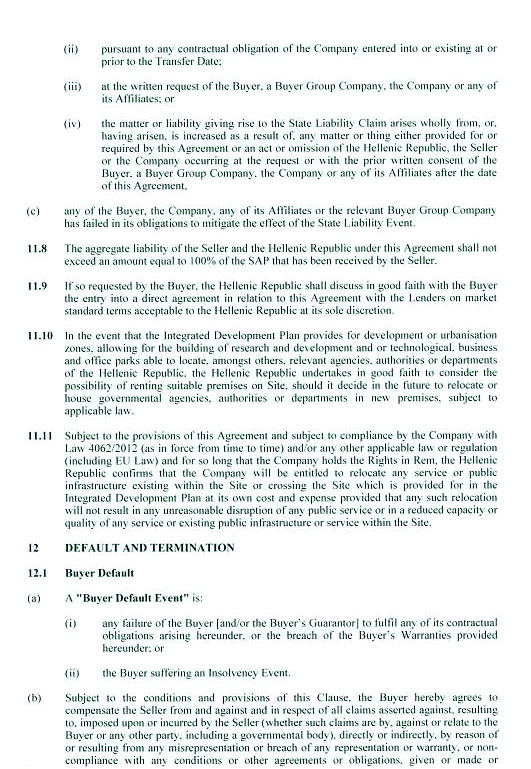 (ii) pursuant to any contractual obligation of the Company entered into or existing at or
prior to the Transfer Date;
(iii) at the written request of the Buyer, a Buyer Group Company, the Company or any of
its Affiliates; or
(iv) the matter or liability giving rise to the State Liability Claim arises wholly from, or,
having arisen, is increased as a result of, any matter or thing either provided for or
required by this Agreement or an act or omission of the Hellenic Republic, the Seller
or the Company occurring at the request or with the prior written consent of the
Buyer, a Buyer Group Company, the Company or any of its Affiliates after the date
of this Agreement,
(c) any of the Buyer, the Company, any of its Affiliates or the relevant Buyer Group Company
has failed in its obligations to mitigate the effect of the State Liability Event.
11.8 The aggregate liability of the Seller and the Hellenic Republic under this Agreement shall not
exceed an amount equal to 100% of the SAP that has been received by the Seller.
11.9 If so requested by the Buyer, the Hellenic Republic shall discuss in good faith with the Buyer
the entry into a direct agreement in relation to this Agreement with the Lenders on market
standard terms acceptable to the Hellenic Republic at its sole discretion.
11.10 In the event that the Integrated Development Plan provides for development or urbanisation
zones, allowing for the building of research and development and or technological, business
and office parks able to locate, amongst others, relevant agencies, authorities or departments
of the Hellenic Republic, the Hellenic Republic undertakes in good faith to consider the
possibility of renting suitable premises on Site, should it decide in the future to relocate or
house governmental agencies, authorities or departments in new premises, subject to
applicable law.
11.11 Subject to the provisions of this Agreement and subject to compliance by the Company with
Law 4062/2012 (as in force from time to time) and/or any other applicable law or regulation
(including EU Law) and for so long that the Company holds the Rights in Rem, the Hellenic
Republic confirms that the Company will be entitled to relocate any service or public
infrastructure existing within the Site or crossing the Site which is provided for in the
Integrated Development Plan at its own cost and expense provided that any such relocation
will not result in any unreasonable disruption of any public service or in a reduced capacity or
quality of any service or existing public infrastructure or service within the Site.
12 DEFAULT AND TERMINATION
12.1 Buyer Default
(a) A "Buyer Default Event" is:
(i) any failure of the Buyer [and/or the Buyer's Guarantor] to fulfil any of its contractual
obligations arising hereunder, or the breach of the Buyer's Warranties provided
hereunder; or
(ii) the Buyer suffering an Insolvency Event.
(b) Subject to the conditions and provisions of this Clause, the Buyer hereby agrees to
compensate the Seller from and against and in respect of all claims asserted against, resulting
to, imposed upon or incurred by the Seller (whether such claims are by, against or relate to the
Buyer or any other party, including a governmental body), directly or indirectly, by reason of
or resulting from any misrepresentation or breach of any representation or warranty, or non-
compliance with any conditions or other agreements or obligations, given or made or